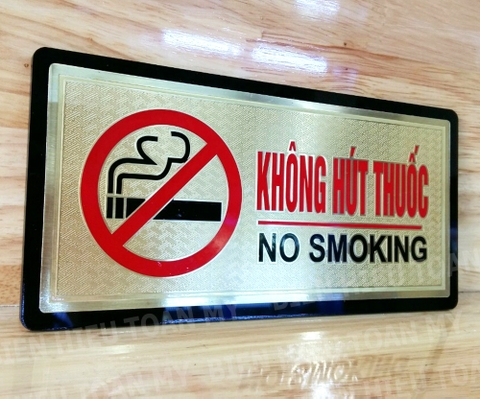 KHÔNG HÚT THUỐC
NO SMOKING